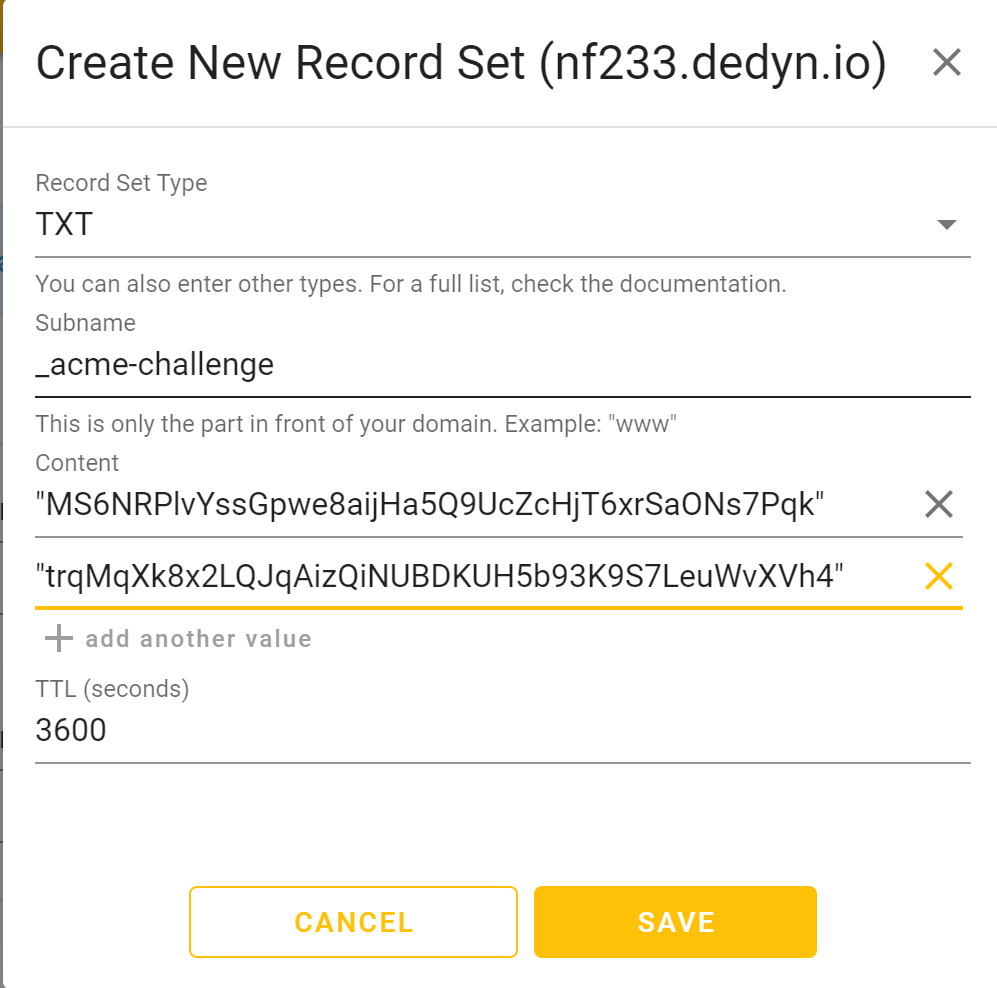 Create New Record Set (nf233.dedyn.io)
Record Set Type
TXT
You can also enter other types. For a full list, check the documentation.
Subname
_acme-challenge
This is only the part in front of your domain. Example: "www"
Content
"MS6NRPlvYssGpwe8aijHa5Q9UcZcHjT6xrSaONs7Pqk"
"trqMqXk8x2LQJqAizQiNUBDKUH5b93K9S7LeuWvXVh4"
add another value
TTL (seconds)
3600
CANCEL
SAVE